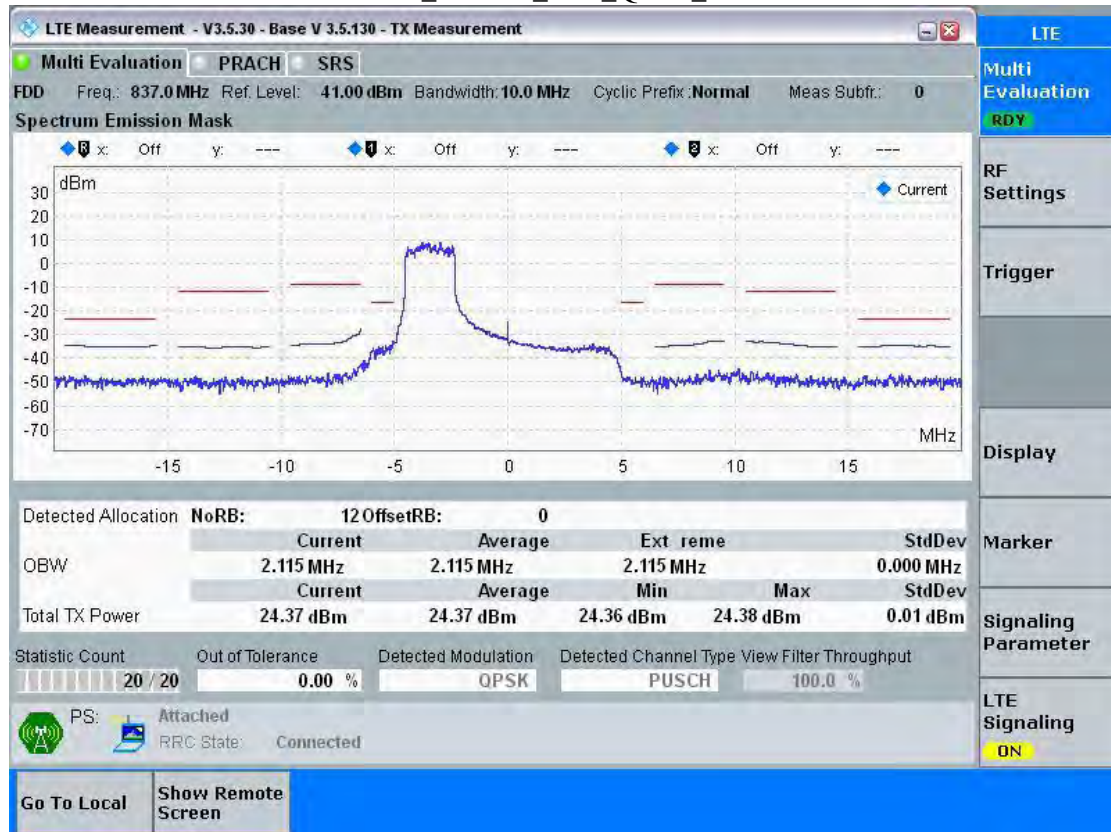 LTE Measurement - V3.5.30 - Base V 3.5.130 - TX Measurement
Multi Evaluation PRACH SRS
FDD Freq.: 837.0 MHz Ref. Level: 41.00 dBm Bandwidth: 10.0 MHz Cyclic Prefix : Normal Meas Subfr.: 0
Spectrum Emission Mask
R x: Off y: --- 1 x: Off y: --- 2 x: Off y: ---
dBm
Current
30
20
10
0
-10
-20
-30
-40
-50
-60
-70
MHz
-15 -10 -5 0 5 10 15
Detected Allocation NoRB: 12 OffsetRB: 0
Current Average Ext reme StdDev
OBW 2.115 MHz 2.115 MHz 2.115 MHz 0.000 MHz
Current Average Min Max StdDev
Total TX Power 24.37 dBm 24.37 dBm 24.36 dBm 24.38 dBm 0.01 dBm
Statistic Count Out of Tolerance Detected Modulation Detected Channel Type View Filter Throughput
20 / 20 0.00 % QPSK PUSCH 100.0 %
PS: Attached
RRC State: Connected
LTE
Multi
Evaluation
RDY
RF
Settings
Trigger
Display
Marker
Signaling
Parameter
LTE
Signaling
ON
Go To Local
Show Remote
Screen